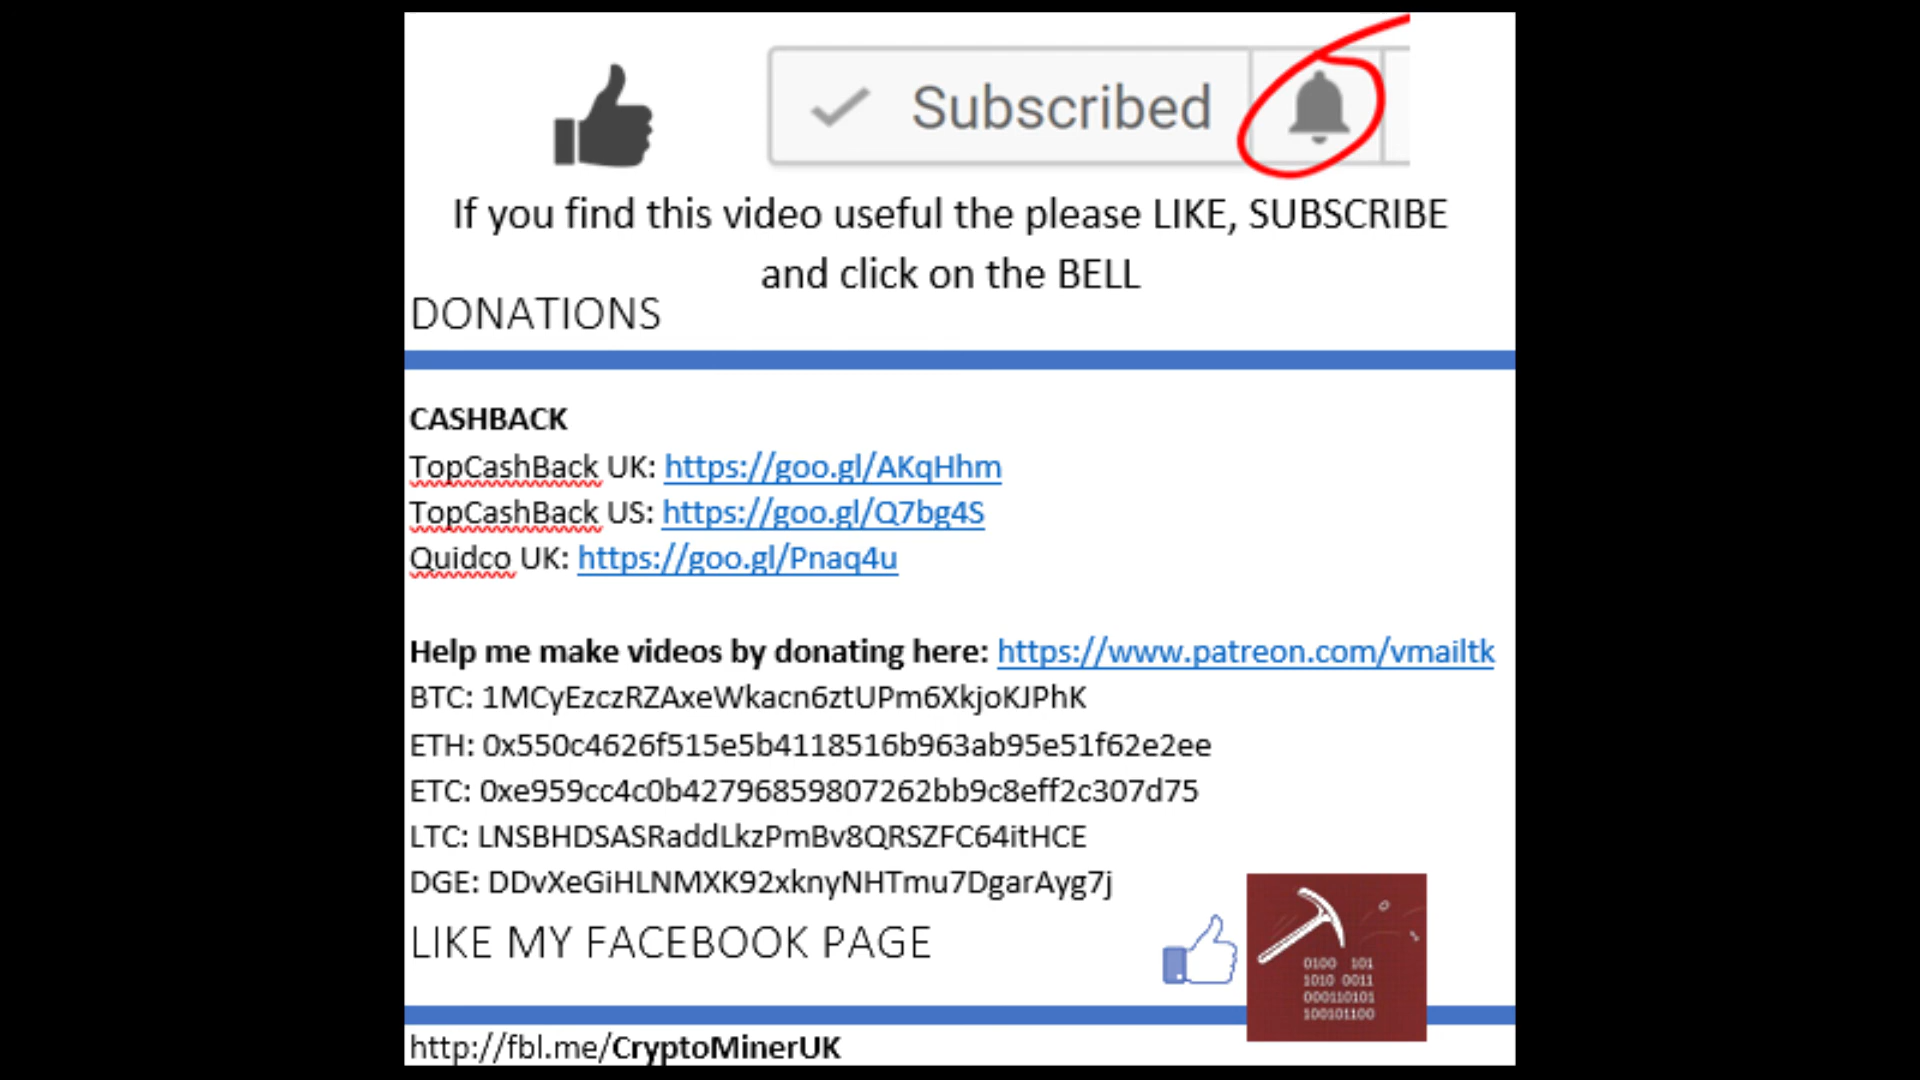 Subscribed
If you find this video useful the please LIKE, SUBSCRIBE
and click on the BELL
DONATIONS
CASHBACK
TopCashBack UK: https://goo.gl/AKqHhm
TopCashBack US: https://goo.gl/Q7bg4S
Quidco UK: https://goo.gl/Pnaq4u
Help me make videos by donating here: https://www.patreon.com/vmailtk
BTC: 1MCyEzczRZAxeWkacn6ztUPm6XkjoKJPhK
ETH: 0x550c4626f515e5b4118516b963ab95e51f62e2ee
ETC: 0xe959cc4c0b42796859807262bb9c8eff2c307d75
LTC: LNSBHDSASRaddLkzPmBv8QRSZFC64itHCE
DGE: DDvXeGiHLNMXK92xknyNHTmu7DgarAyg7j
LIKE MY FACEBOOK PAGE
0100 101
1010 0011
000110101
100101100
http://fbl.me/CryptoMinerUK